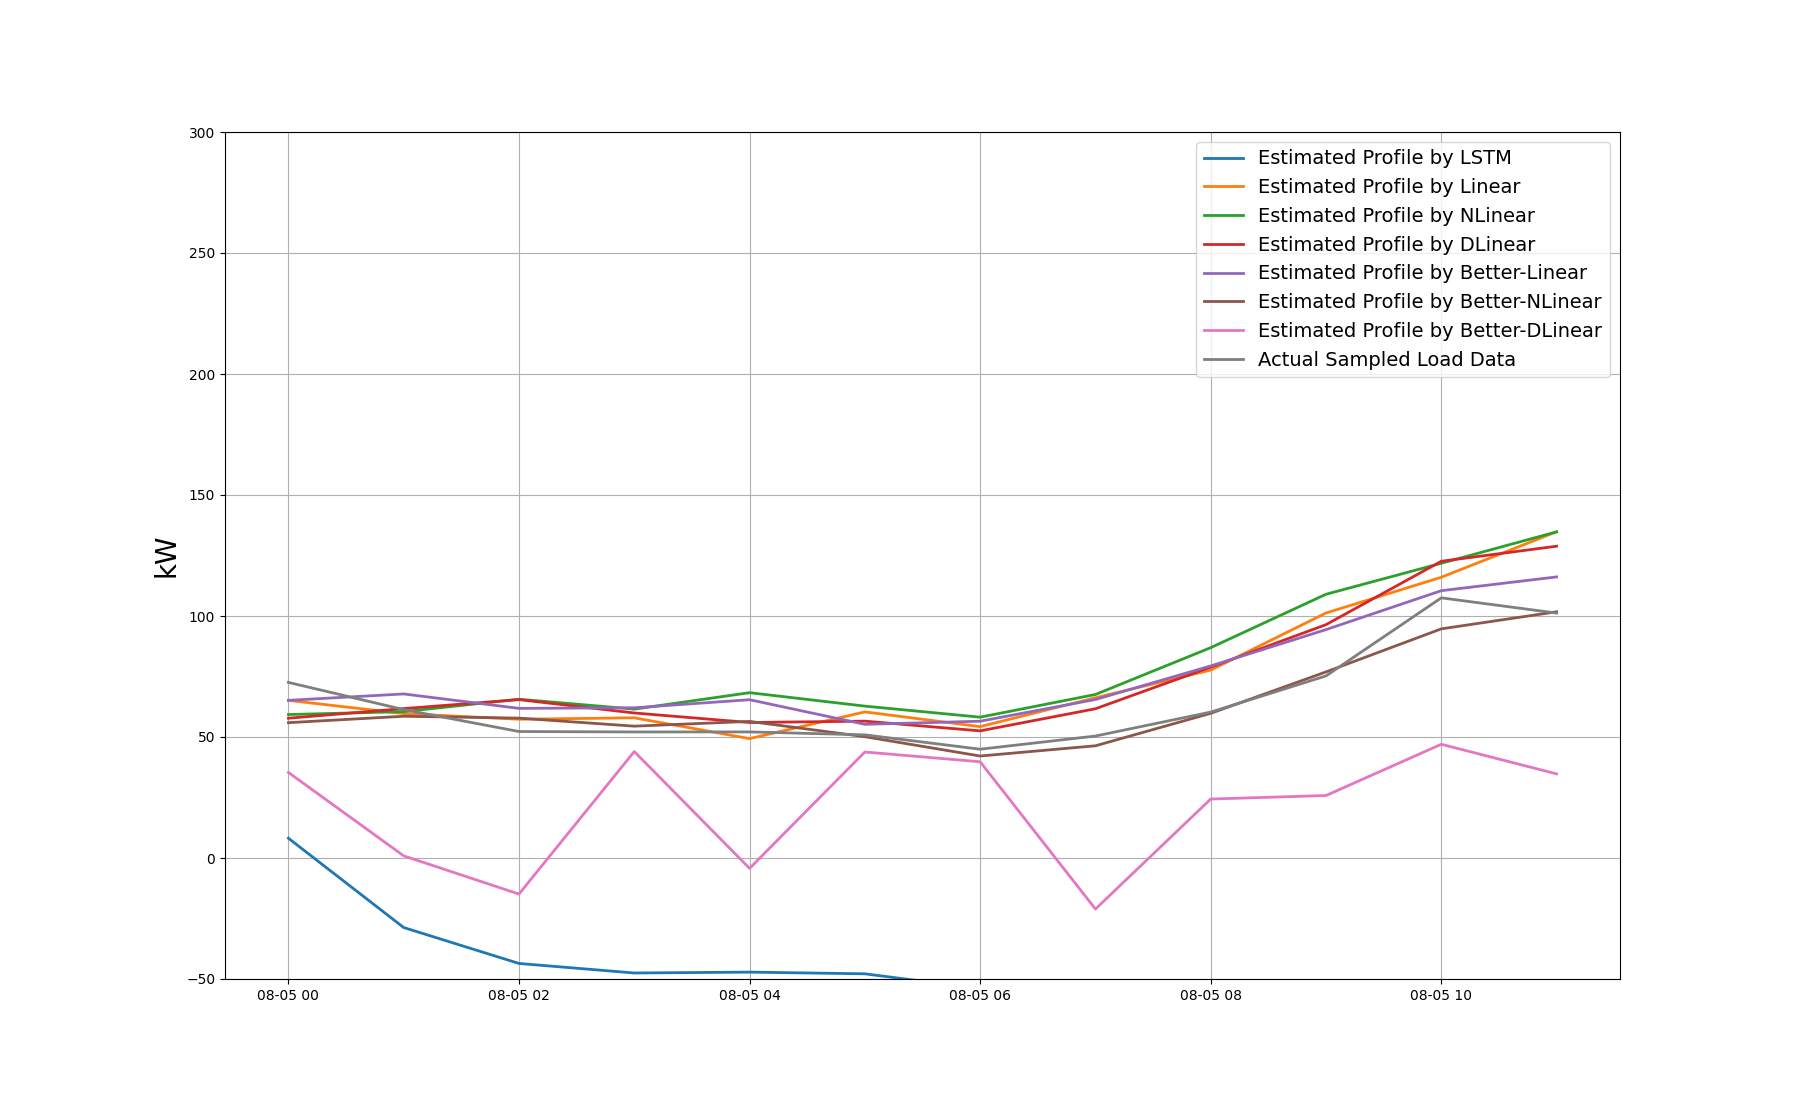 300
250
200
150
100
50
0
−50
kW
08-05 00
08-05 02
08-05 04
08-05 06
08-05 08
08-05 10
Estimated Profile by LSTM
Estimated Profile by Linear
Estimated Profile by NLinear
Estimated Profile by DLinear
Estimated Profile by Better-Linear
Estimated Profile by Better-NLinear
Estimated Profile by Better-DLinear
Actual Sampled Load Data